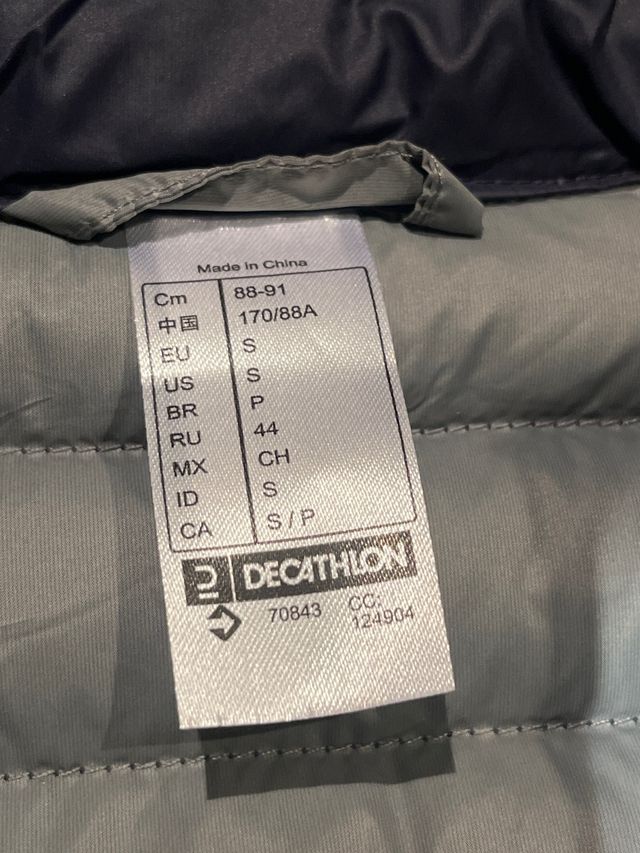 Made in China
Cm 88-91
中国 170/88A
EU S
US S
BR P
RU 44
MX CH
ID S
CA S / P
DECATHLON
70843 CC:
124904